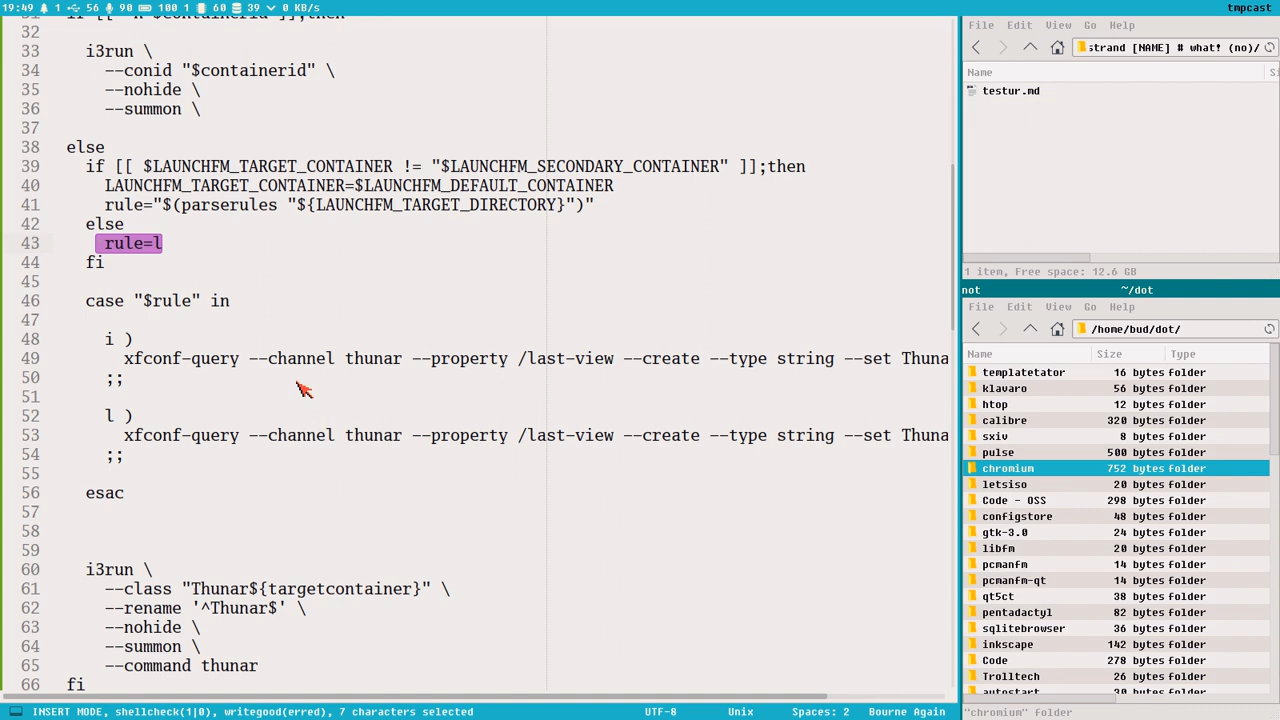 19:49 1 56 90 100 1 60 39 0 KB/s
tmpcast
31
32
33 i3run \
34 --conid "$containerid" \
35 --nohide \
36 --summon \
37
38 else
39 if [[ $LAUNCHFM_TARGET_CONTAINER != "$LAUNCHFM_SECONDARY_CONTAINER" ]];then
40 LAUNCHFM_TARGET_CONTAINER=$LAUNCHFM_DEFAULT_CONTAINER
41 rule="$(parserules "${LAUNCHFM_TARGET_DIRECTORY}")"
42 else
43 rule=l
44 fi
45
46 case "$rule" in
47
48 i )
49 xfconf-query --channel thunar --property /last-view --create --type string --set Thuna
50 ;;
51
52 l )
53 xfconf-query --channel thunar --property /last-view --create --type string --set Thuna
54 ;;
55
56 esac
57
58
59
60 i3run \
61 --class "Thunar${targetcontainer}" \
62 --rename '^Thunar$' \
63 --nohide \
64 --summon \
65 --command thunar
66 fi
INSERT MODE, shellcheck(1|0), writegood(erred), 7 characters selected
UTF-8 Unix Spaces: 2 Bourne Again
File Edit View Go Help
strand [NAME] # what! (no)/
Name Si
testur.md
1 item, Free space: 12.6 GB
not ~/dot
File Edit View Go Help
/home/bud/dot/
Name Size Type
templatetator 16 bytes folder
klavaro 56 bytes folder
htop 12 bytes folder
calibre 320 bytes folder
sxiv 8 bytes folder
pulse 500 bytes folder
chromium 752 bytes folder
letsiso 20 bytes folder
Code - OSS 298 bytes folder
configstore 48 bytes folder
gtk-3.0 24 bytes folder
libfm 20 bytes folder
pcmanfm 14 bytes folder
pcmanfm-qt 14 bytes folder
qt5ct 38 bytes folder
pentadactyl 82 bytes folder
sqlitebrowser 36 bytes folder
inkscape 142 bytes folder
Code 278 bytes folder
Trolltech 26 bytes folder
autostart 30 bytes folder
"chromium" folder